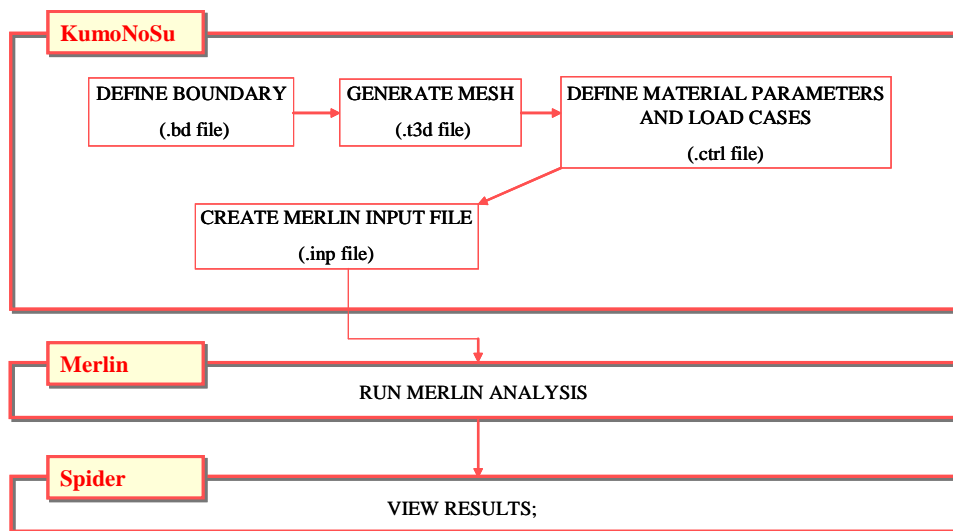 KumoNoSu
DEFINE BOUNDARY
(.bd file)
GENERATE MESH
(.t3d file)
DEFINE MATERIAL PARAMETERS
AND LOAD CASES
(.ctrl file)
CREATE MERLIN INPUT FILE
(.inp file)
Merlin
RUN MERLIN ANALYSIS
Spider
VIEW RESULTS;